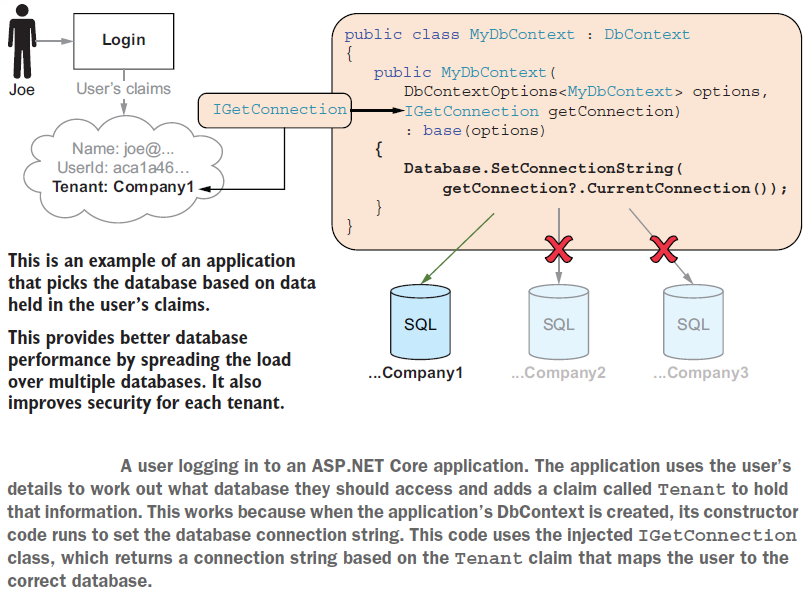 Joe
Login
User's claims
Name: joe@...
UserId: aca1a46...
Tenant: Company1
IGetConnection
public class MyDbContext : DbContext
{
public MyDbContext(
DbContextOptions<MyDbContext> options,
IGetConnection getConnection)
: base(options)
{
Database.SetConnectionString(
getConnection?.CurrentConnection());
}
}
SQL
SQL
SQL
...Company1
...Company2
...Company3
This is an example of an application
that picks the database based on data
held in the user's claims.
This provides better database
performance by spreading the load
over multiple databases. It also
improves security for each tenant.
A user logging in to an ASP.NET Core application. The application uses the user's
details to work out what database they should access and adds a claim called Tenant to hold
that information. This works because when the application's DbContext is created, its constructor
code runs to set the database connection string. This code uses the injected IGetConnection
class, which returns a connection string based on the Tenant claim that maps the user to the
correct database.